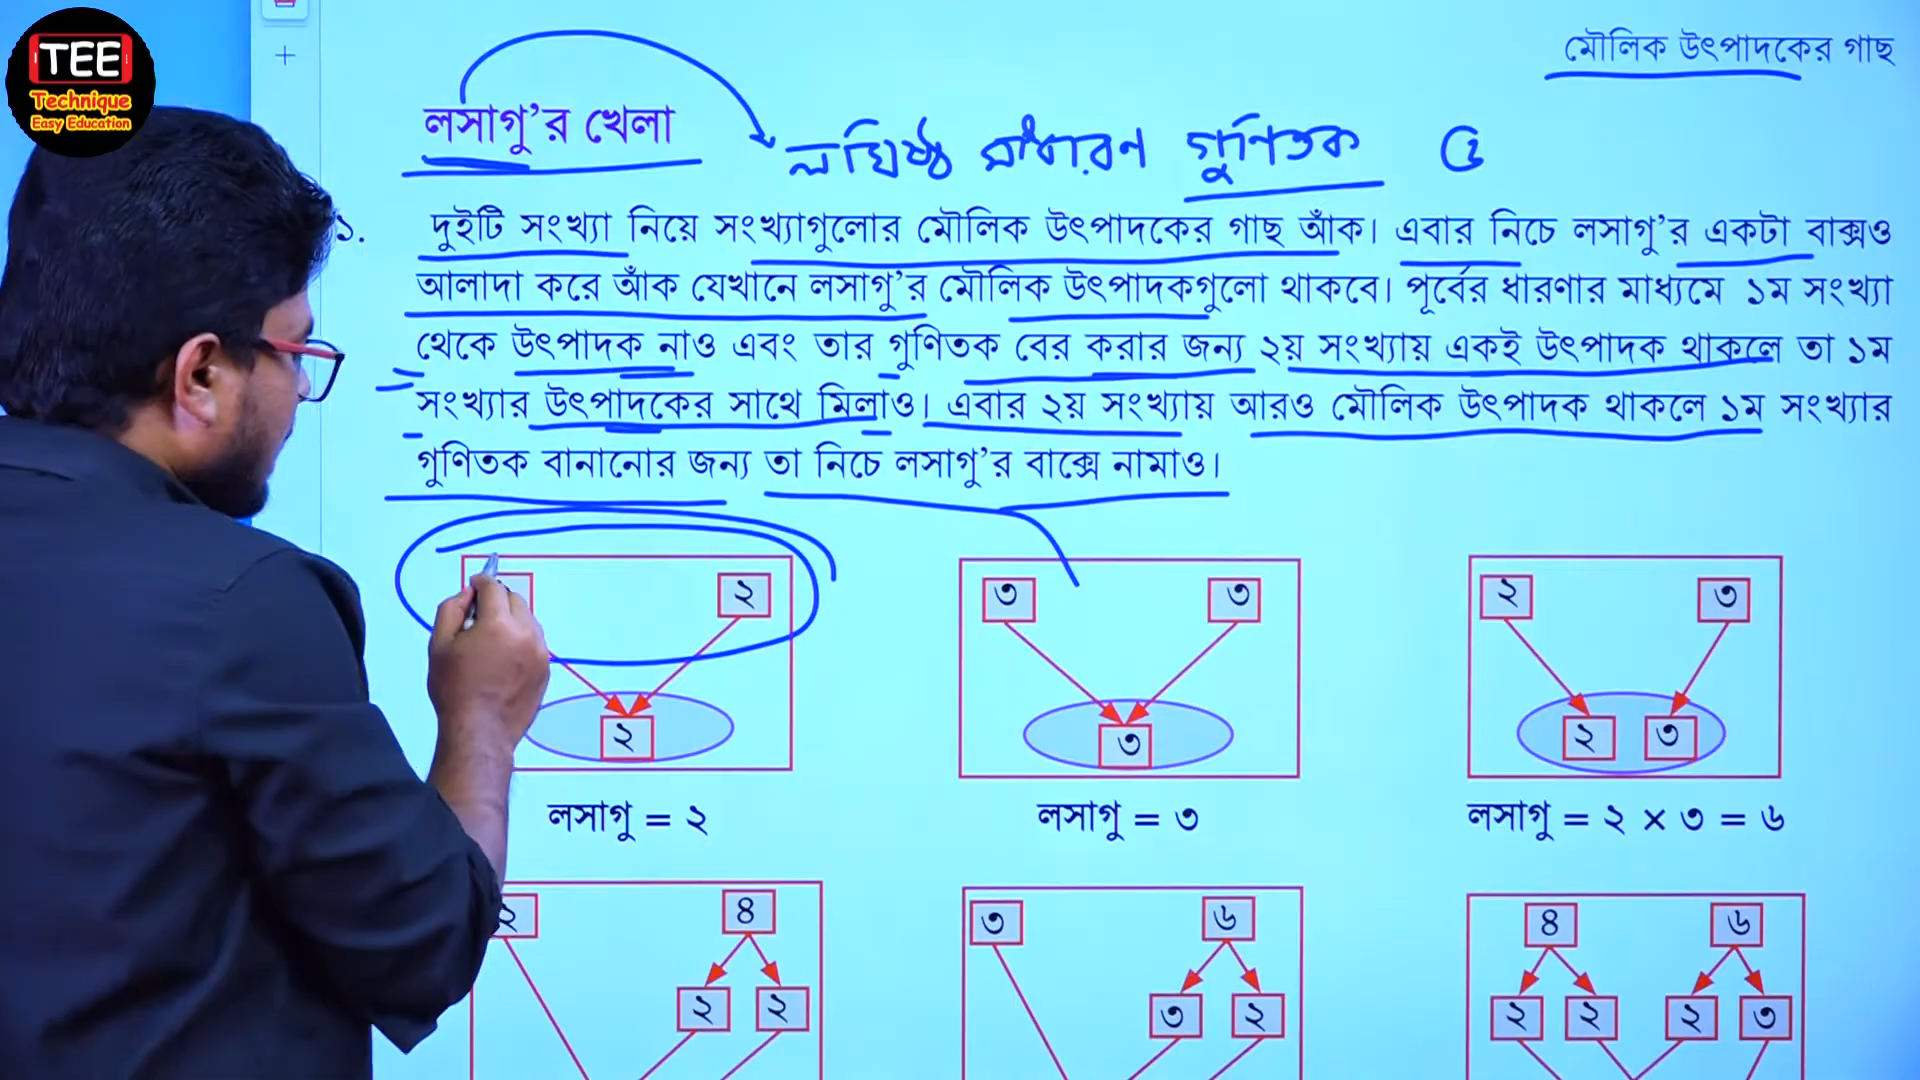 TEE
Technique
Easy Education
মৌলিক উৎপাদকের গাছ
লসাগু’র খেলা
লঘিষ্ঠ সাধারণ গুণিতক
১. দুইটি সংখ্যা নিয়ে সংখ্যাগুলোর মৌলিক উৎপাদকের গাছ আঁক। এবার নিচে লসাগু’র একটা বাক্সও
আলাদা করে আঁক যেখানে লসাগু’র মৌলিক উৎপাদকগুলো থাকবে। পূর্বের ধারণার মাধ্যমে ১ম সংখ্যা
থেকে উৎপাদক নাও এবং তার গুণিতক বের করার জন্য ২য় সংখ্যায় একই উৎপাদক থাকলে তা ১ম
সংখ্যার উৎপাদকের সাথে মিলাও। এবার ২য় সংখ্যায় আরও মৌলিক উৎপাদক থাকলে ১ম সংখ্যার
গুণিতক বানানোর জন্য তা নিচে লসাগু’র বাক্সে নামাও।
২ ৩ ৩ ২ ৩
২ ৩ ২ ৩
লসাগু = ২ লসাগু = ৩ লসাগু = ২ × ৩ = ৬
২ ৪ ৩ ৬ ৪ ৬
২ ২ ৩ ২ ২ ২ ২ ৩